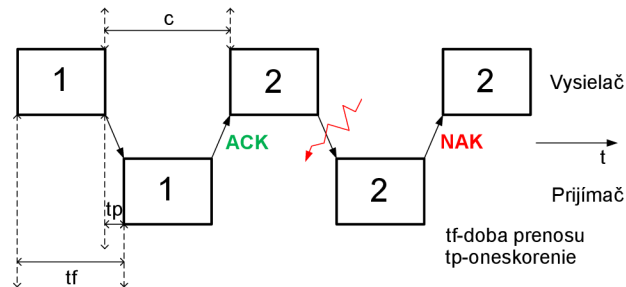 c
1
2
2
Vysielač
ACK
NAK
t
1
2
Prijímač
tp
tf
tf-doba prenosu
tp-oneskorenie